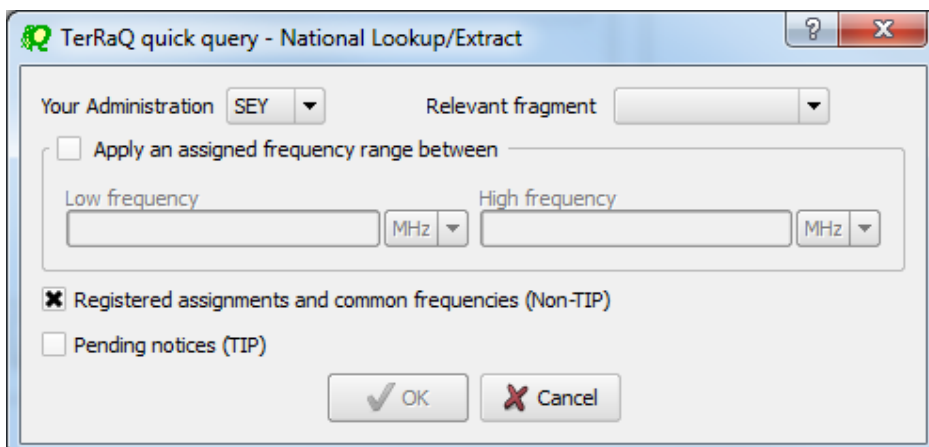 TerRaQ quick query - National Lookup/Extract
Your Administration SEY Relevant fragment
Apply an assigned frequency range between
Low frequency High frequency
MHz MHz
Registered assignments and common frequencies (Non-TIP)
Pending notices (TIP)
OK Cancel